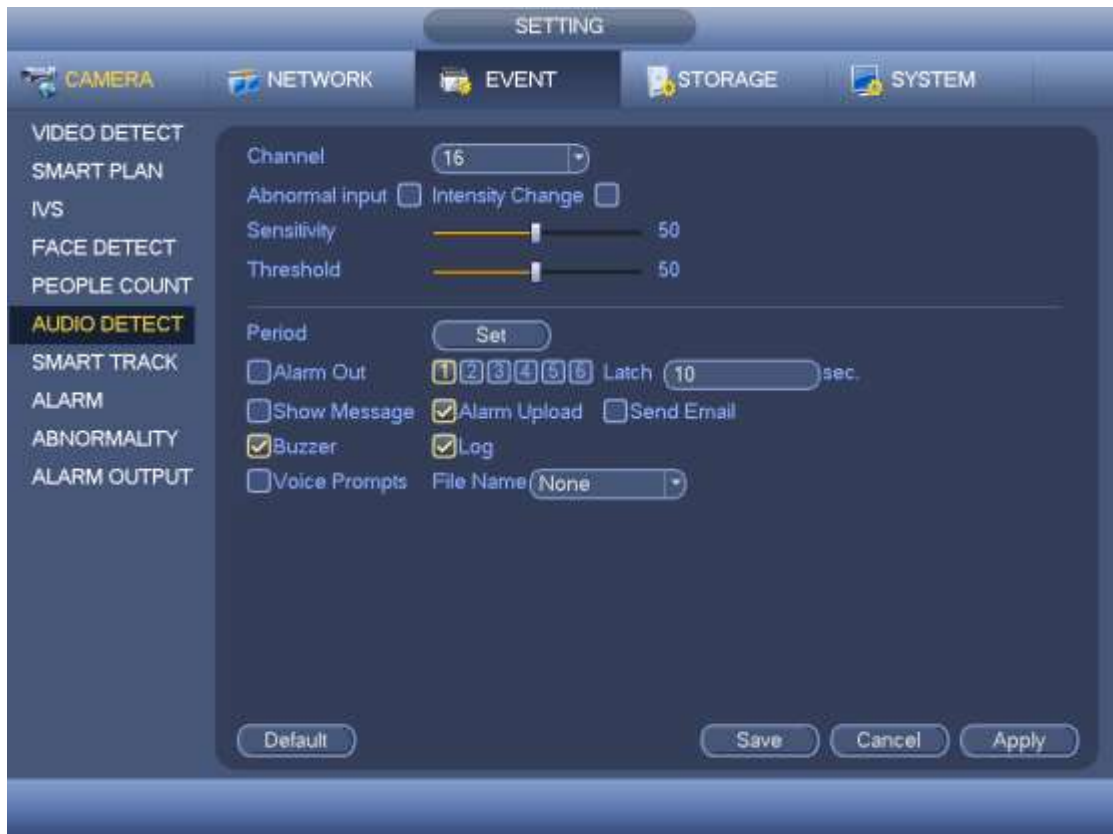 SETTING
CAMERA NETWORK EVENT STORAGE SYSTEM
VIDEO DETECT
SMART PLAN
IVS
FACE DETECT
PEOPLE COUNT
AUDIO DETECT
SMART TRACK
ALARM
ABNORMALITY
ALARM OUTPUT
Channel 16
Abnormal input Intensity Change
Sensitivity 50
Threshold 50
Period Set
Alarm Out 1 2 3 4 5 6 Latch 10 sec.
Show Message Alarm Upload Send Email
Buzzer Log
Voice Prompts File Name None
Default Save Cancel Apply